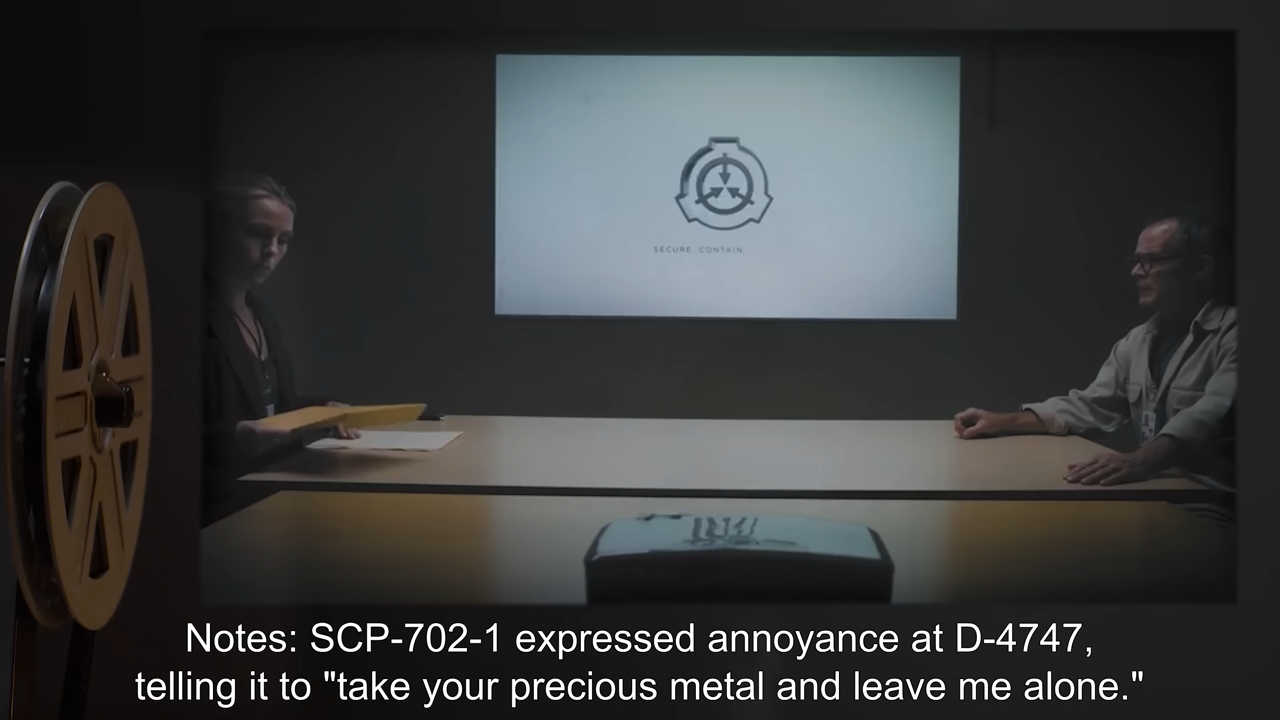 SECURE CONTAIN
Notes: SCP-702-1 expressed annoyance at D-4747,
telling it to "take your precious metal and leave me alone."